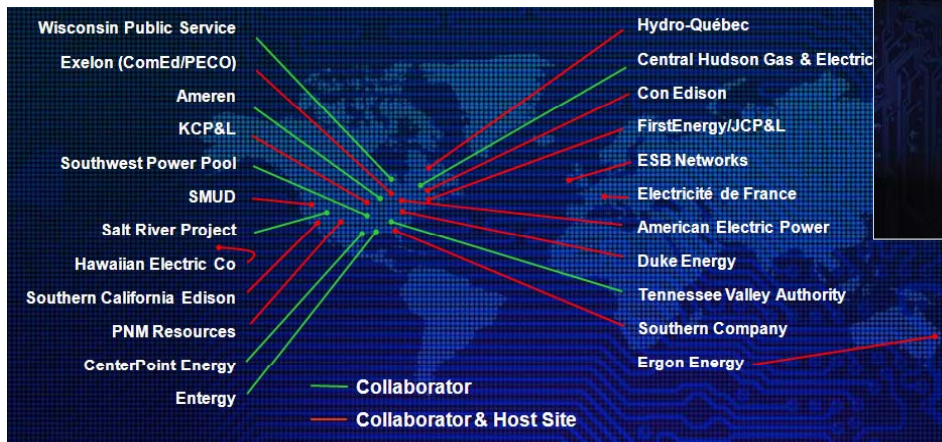 Wisconsin Public Service
Exelon (ComEd/PECO)
Ameren
KCP&L
Southwest Power Pool
SMUD
Salt River Project
Hawaiian Electric Co
Southern California Edison
PNM Resources
CenterPoint Energy
Entergy
Hydro-Québec
Central Hudson Gas & Electric
Con Edison
FirstEnergy/JCP&L
ESB Networks
Electricité de France
American Electric Power
Duke Energy
Tennessee Valley Authority
Southern Company
Ergon Energy
Collaborator
Collaborator & Host Site